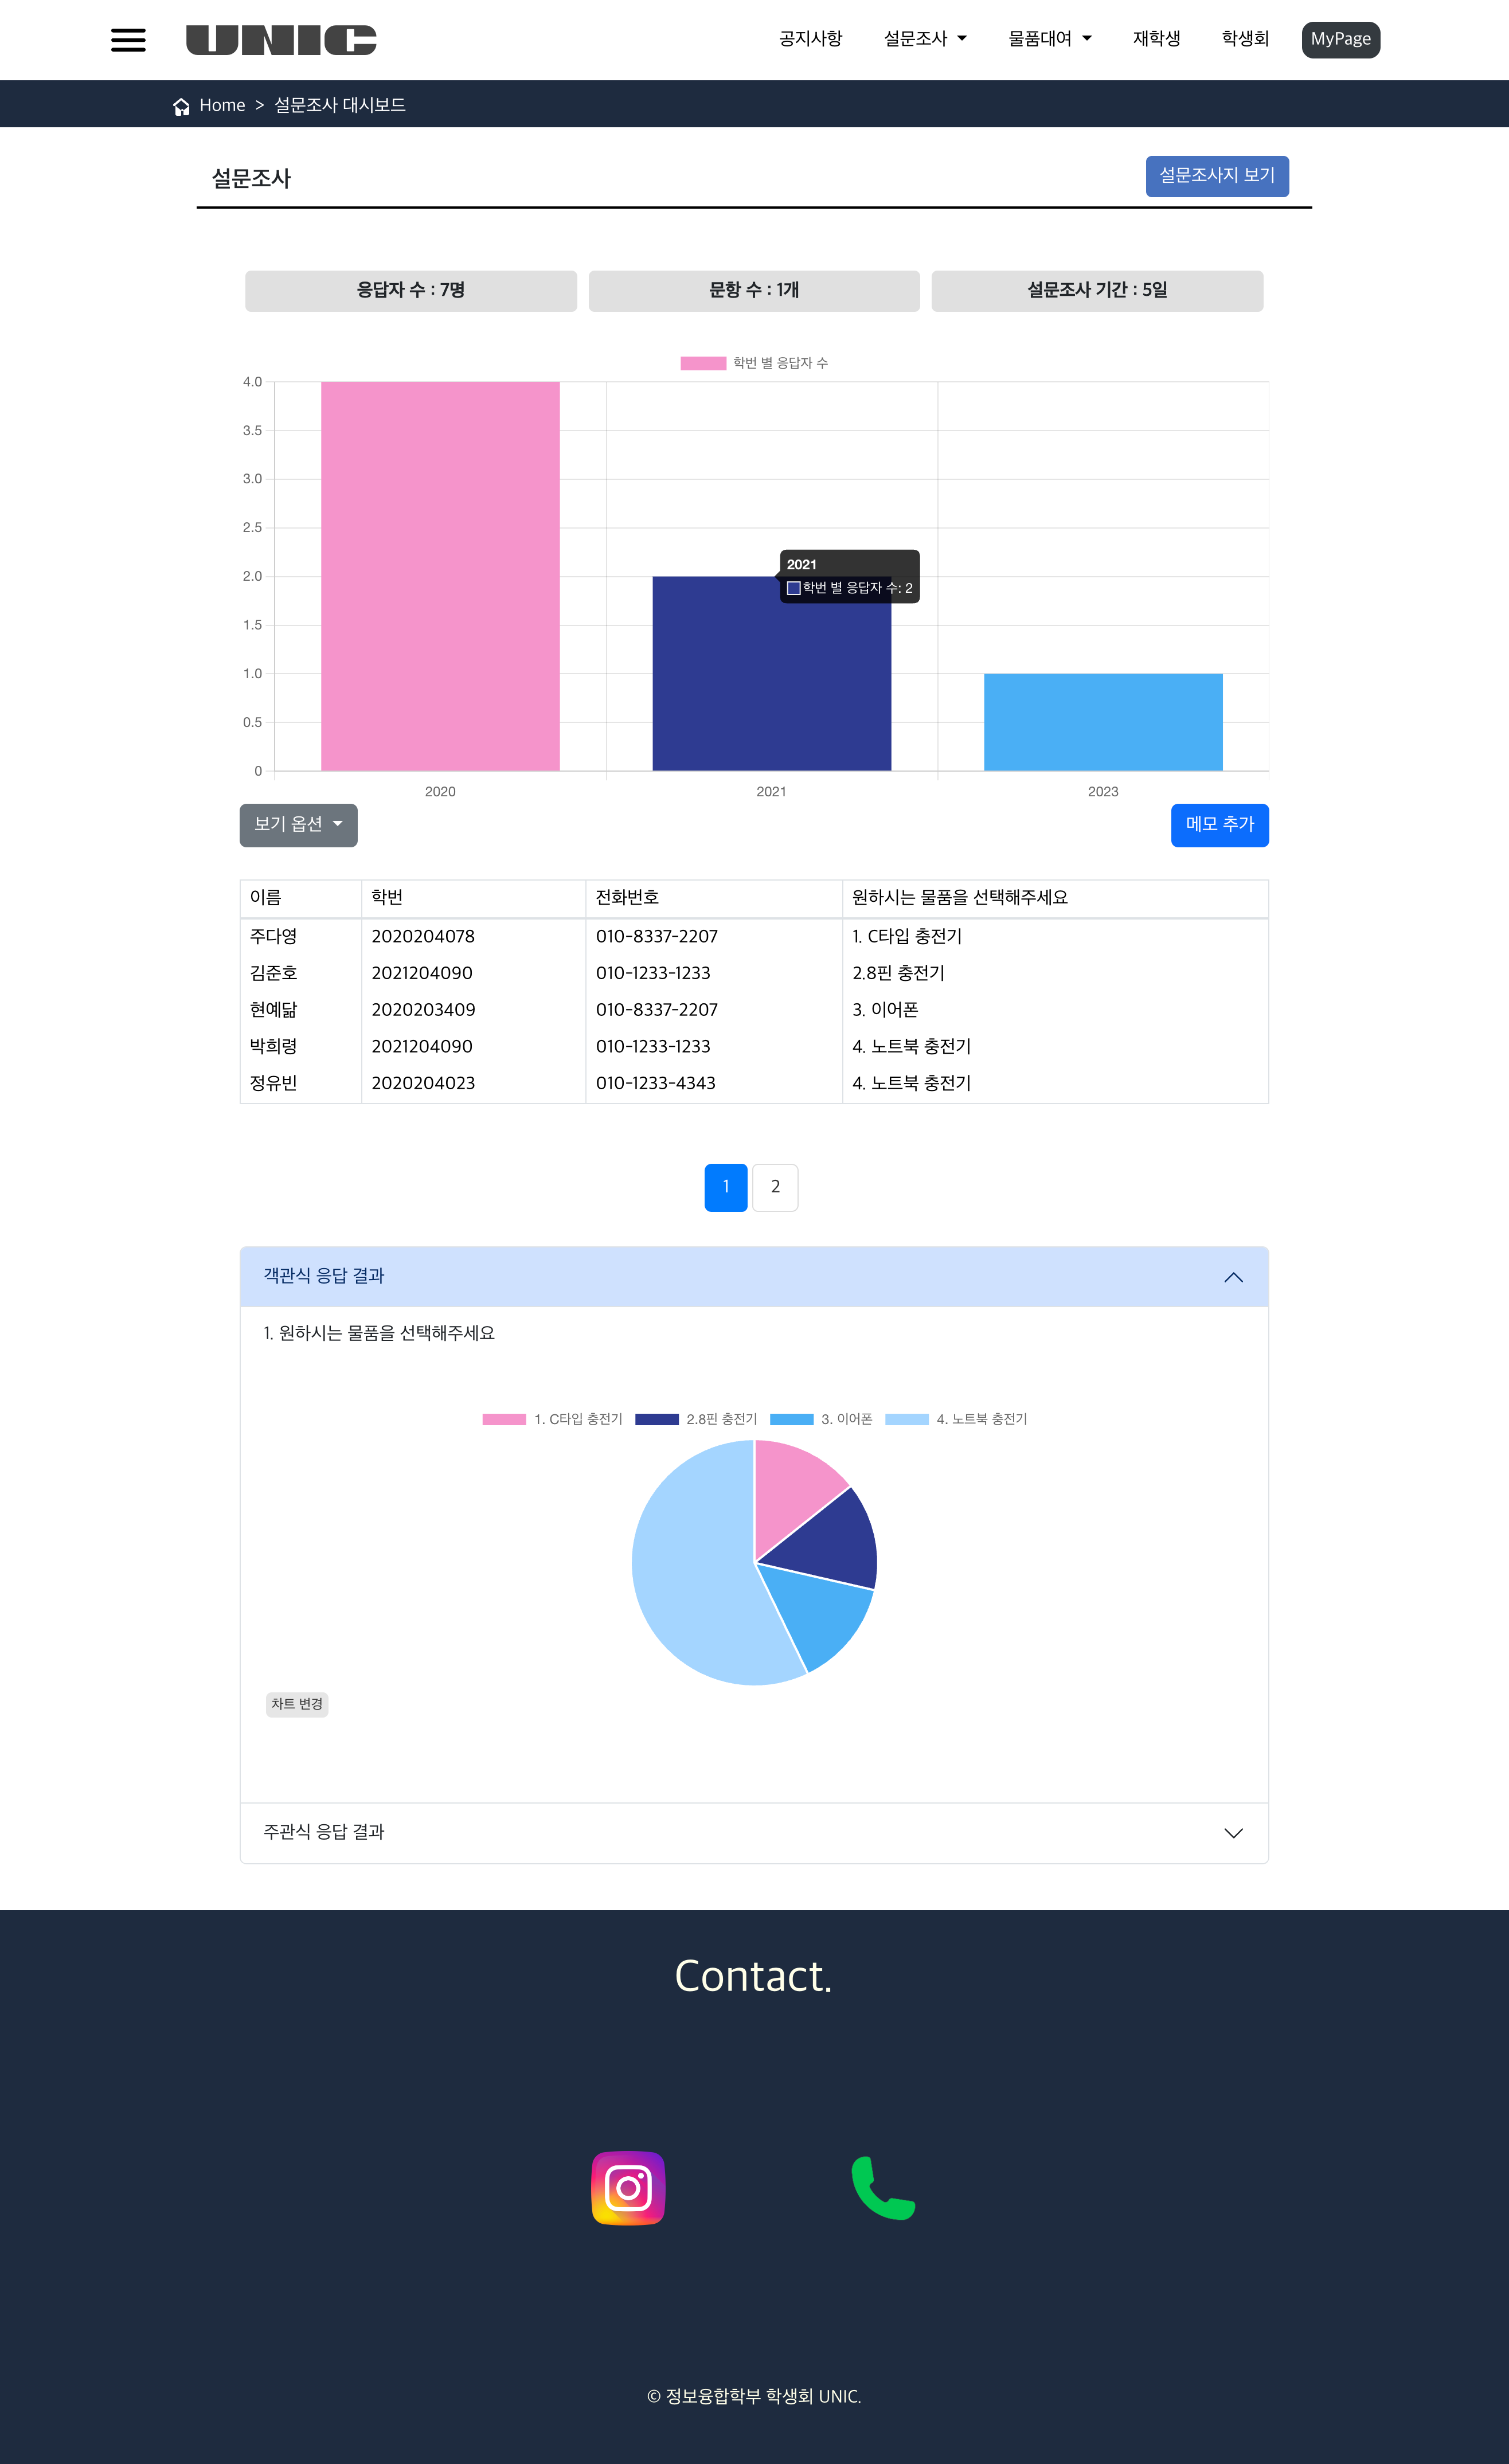 UNIC
공지사항 설문조사 물품대여 재학생 학생회 MyPage
Home > 설문조사 대시보드
설문조사
설문조사지 보기
응답자 수 : 7명 문항 수 : 1개 설문조사 기간 : 5일
학번 별 응답자 수
4.0
3.5
3.0
2.5
2.0
1.5
1.0
0.5
0
2021
학번 별 응답자 수: 2
2020 2021 2023
보기 옵션 메모 추가
이름 학번 전화번호 원하시는 물품을 선택해주세요
주다영 2020204078 010-8337-2207 1. C타입 충전기
김준호 2021204090 010-1233-1233 2.8핀 충전기
현예닮 2020203409 010-8337-2207 3. 이어폰
박희령 2021204090 010-1233-1233 4. 노트북 충전기
정유빈 2020204023 010-1233-4343 4. 노트북 충전기
1 2
객관식 응답 결과
1. 원하시는 물품을 선택해주세요
1. C타입 충전기 2.8핀 충전기 3. 이어폰 4. 노트북 충전기
차트 변경
주관식 응답 결과
Contact.
© 정보융합학부 학생회 UNIC.